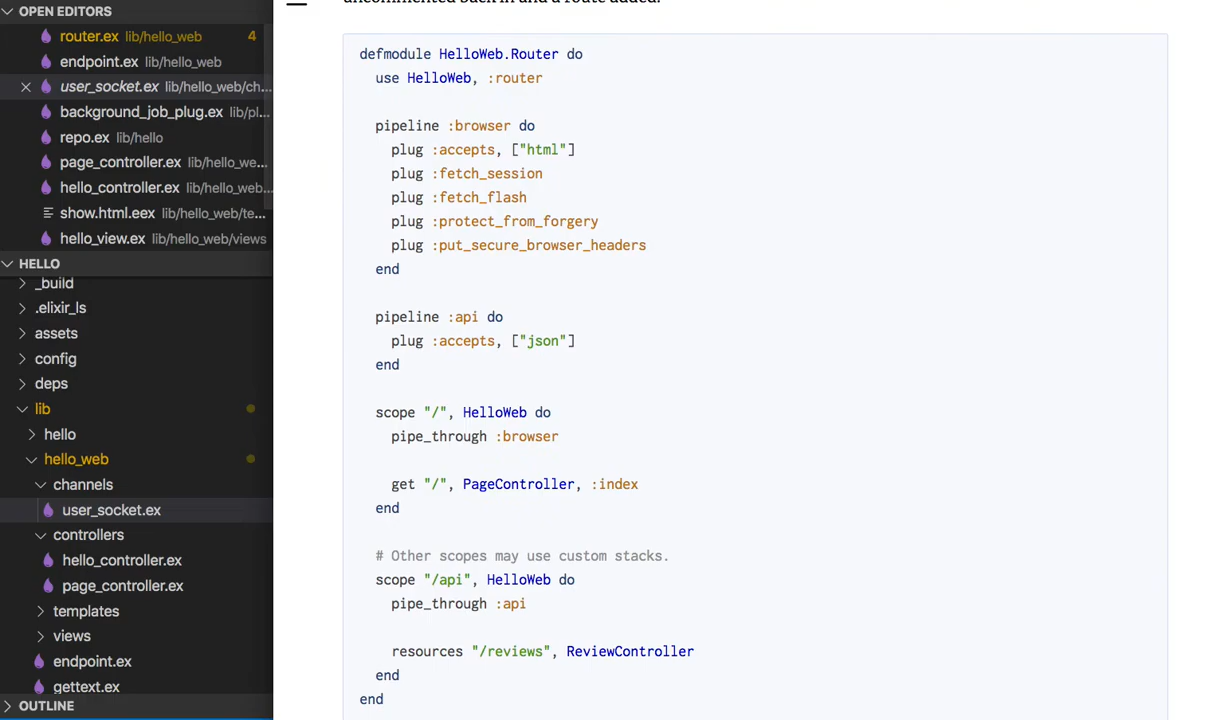 OPEN EDITORS
router.ex lib/hello_web 4
endpoint.ex lib/hello_web
user_socket.ex lib/hello_web/ch...
background_job_plug.ex lib/pl...
repo.ex lib/hello
page_controller.ex lib/hello_we...
hello_controller.ex lib/hello_web...
show.html.eex lib/hello_web/te...
hello_view.ex lib/hello_web/views
HELLO
_build
.elixir_ls
assets
config
deps
lib
hello
hello_web
channels
user_socket.ex
controllers
hello_controller.ex
page_controller.ex
templates
views
endpoint.ex
gettext.ex
OUTLINE
uncommented back in and a route added.
defmodule HelloWeb.Router do
use HelloWeb, :router
pipeline :browser do
plug :accepts, ["html"]
plug :fetch_session
plug :fetch_flash
plug :protect_from_forgery
plug :put_secure_browser_headers
end
pipeline :api do
plug :accepts, ["json"]
end
scope "/", HelloWeb do
pipe_through :browser
get "/", PageController, :index
end
# Other scopes may use custom stacks.
scope "/api", HelloWeb do
pipe_through :api
resources "/reviews", ReviewController
end
end